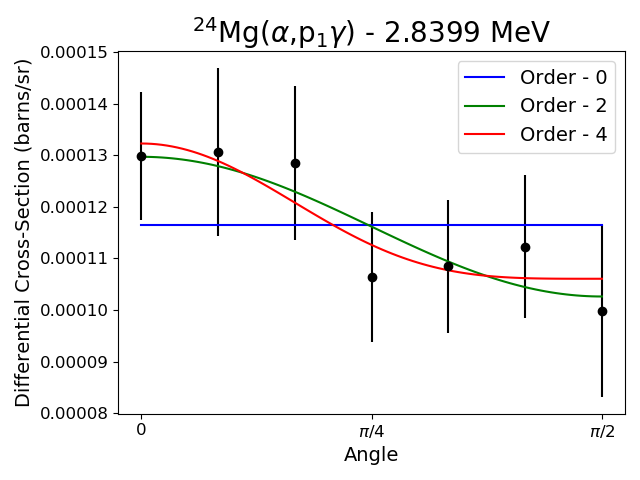 ²⁴Mg(α,p₁γ) - 2.8399 MeV
Differential Cross-Section (barns/sr)
0.00015
0.00014
0.00013
0.00012
0.00011
0.00010
0.00009
0.00008
Order - 0
Order - 2
Order - 4
0 π/4 π/2
Angle